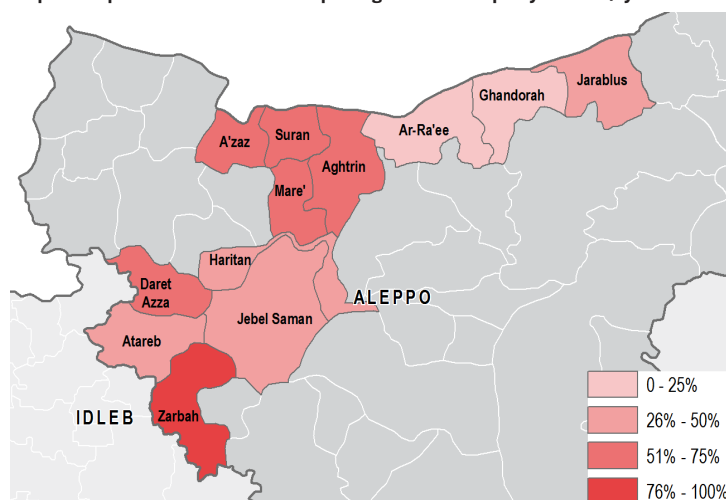 Jarablus
Ghandorah
Ar-Ra'ee
A'zaz
Suran
Aghtrin
Mare'
Haritan
Daret
Azza
ALEPPO
Jebel Saman
Atareb
IDLEB
Zarbah
0 - 25%
26% - 50%
51% - 75%
76% - 100%